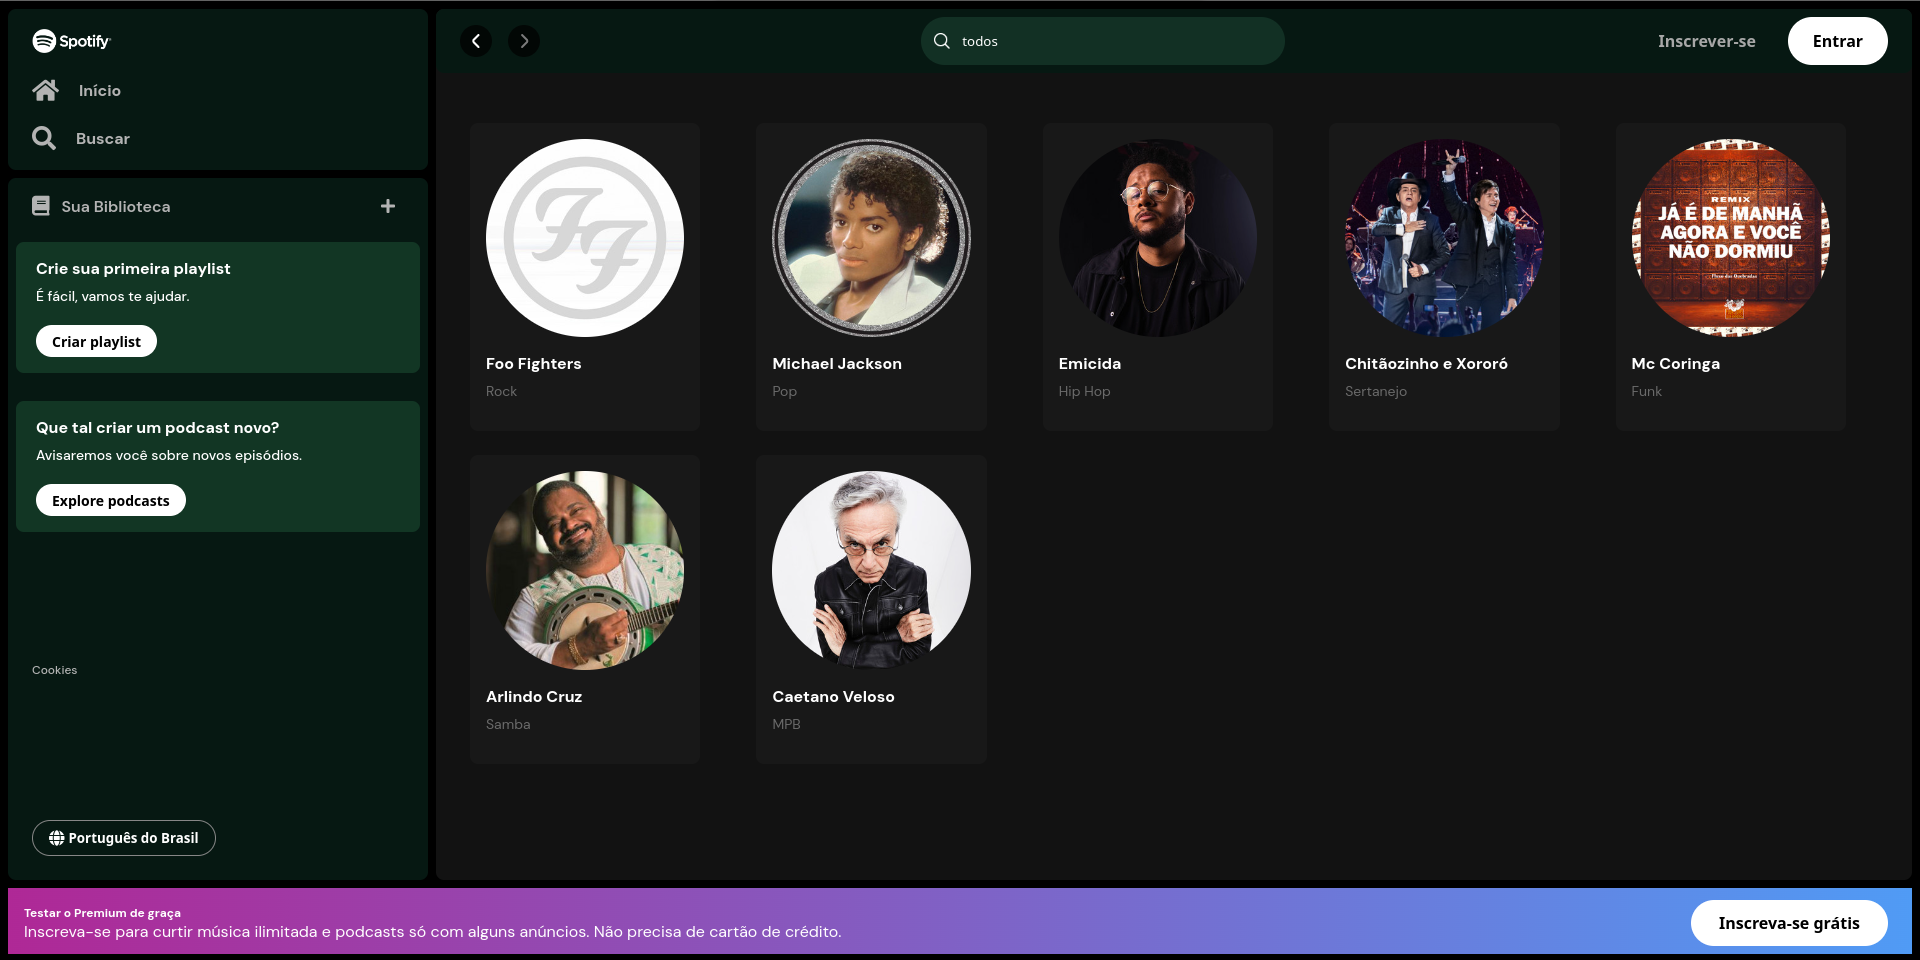 Spotify
Início
Buscar
Sua Biblioteca
Crie sua primeira playlist
É fácil, vamos te ajudar.
Criar playlist
Que tal criar um podcast novo?
Avisaremos você sobre novos episódios.
Explore podcasts
Cookies
Português do Brasil
todos
Inscrever-se
Entrar
FF
REMIX
JÁ É DE MANHÃ
AGORA E VOCÊ
NÃO DORMIU
Foo Fighters
Rock
Michael Jackson
Pop
Emicida
Hip Hop
Chitãozinho e Xororó
Sertanejo
Mc Coringa
Funk
Arlindo Cruz
Samba
Caetano Veloso
MPB
Testar o Premium de graça
Inscreva-se para curtir música ilimitada e podcasts só com alguns anúncios. Não precisa de cartão de crédito.
Inscreva-se grátis